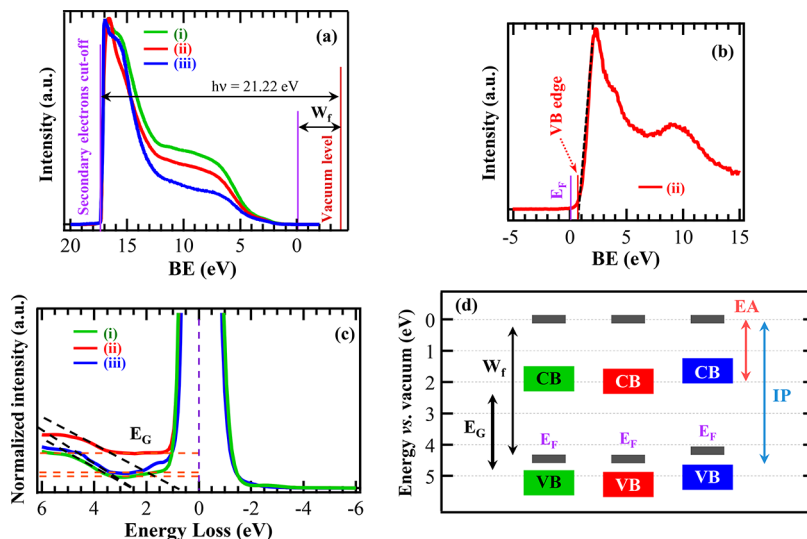 (a)
(i)
(ii)
(iii)
Secondary electrons cut-off
hν = 21.22 eV
Wf
Vacuum level
Intensity (a.u.)
20 15 10 5 0
BE (eV)
(b)
VB edge
EF
(ii)
Intensity (a.u.)
-5 0 5 10 15
BE (eV)
(c)
(i)
(ii)
(iii)
EG
Normalized intensity (a.u.)
6 4 2 0 -2 -4 -6
Energy Loss (eV)
(d)
Energy vs. vacuum (eV)
0
1
2
3
4
5
EA
IP
Wf
EG
CB CB CB
EF EF EF
VB VB VB